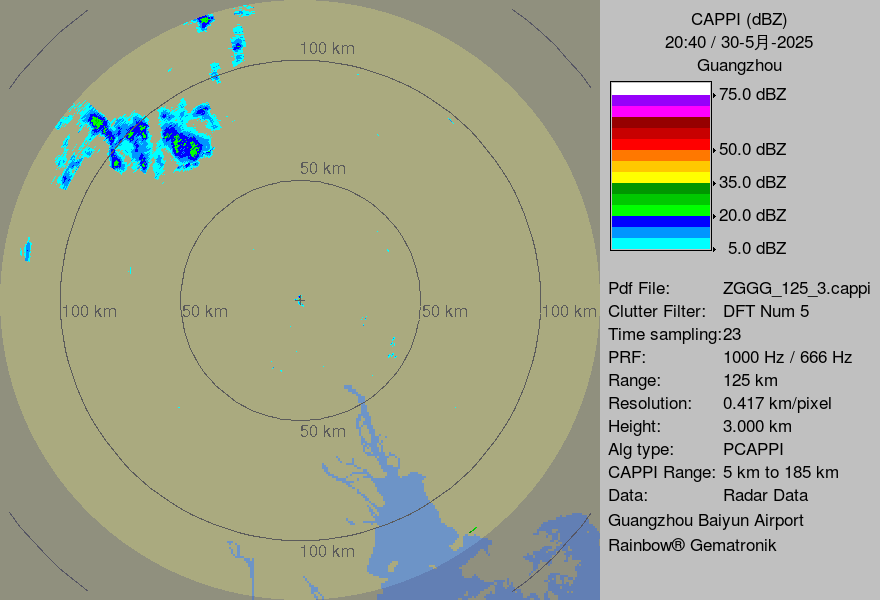 CAPPI (dBZ)
20:40 / 30-5月-2025
Guangzhou
75.0 dBZ
50.0 dBZ
35.0 dBZ
20.0 dBZ
5.0 dBZ
Pdf File: ZGGG_125_3.cappi
Clutter Filter: DFT Num 5
Time sampling:23
PRF: 1000 Hz / 666 Hz
Range: 125 km
Resolution: 0.417 km/pixel
Height: 3.000 km
Alg type: PCAPPI
CAPPI Range: 5 km to 185 km
Data: Radar Data
Guangzhou Baiyun Airport
Rainbow® Gematronik
100 km
50 km
100 km
50 km
50 km
100 km
50 km
100 km